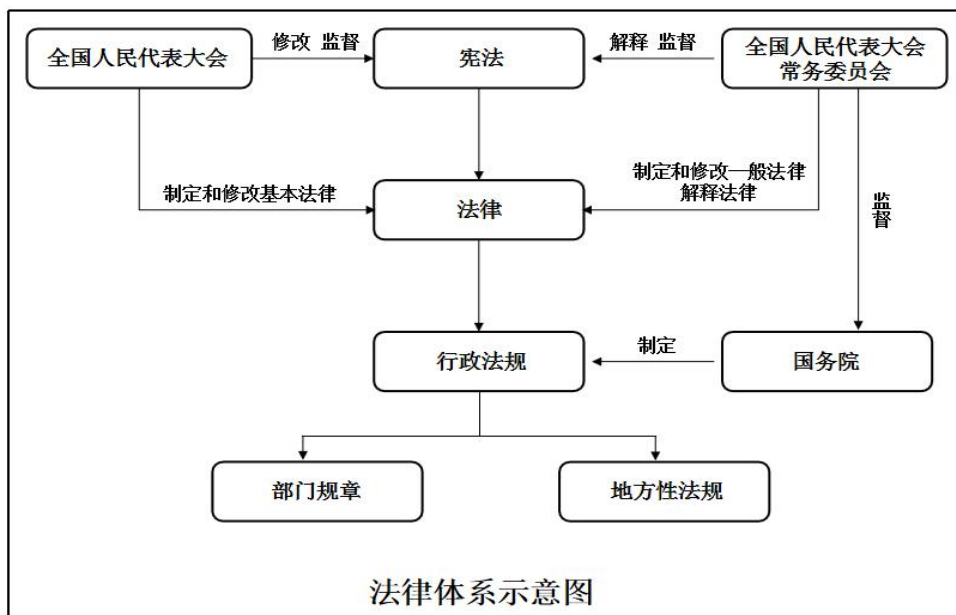 全国人民代表大会
修改 监督
宪法
解释 监督
全国人民代表大会
常务委员会
制定和修改基本法律
法律
制定和修改一般法律
解释法律
监
督
行政法规
制定
国务院
部门规章
地方性法规
法律体系示意图